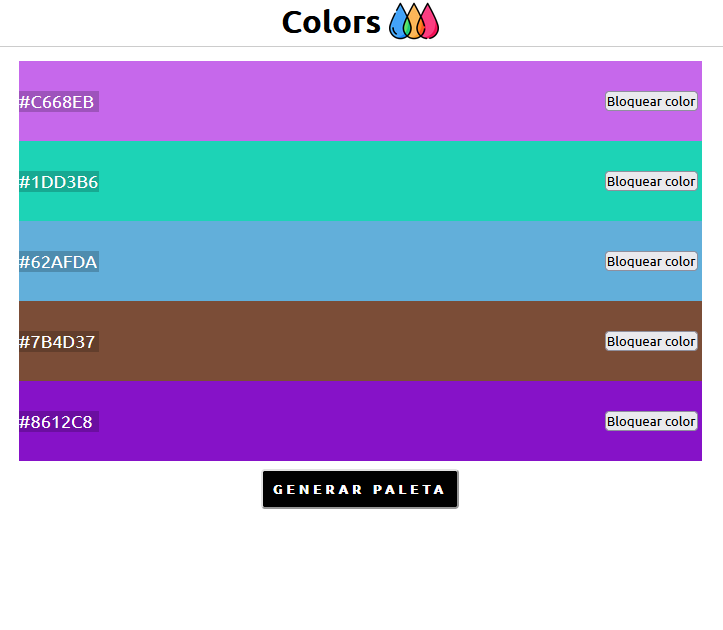 Colors
#C668EB Bloquear color
#1DD3B6 Bloquear color
#62AFDA Bloquear color
#7B4D37 Bloquear color
#8612C8 Bloquear color
GENERAR PALETA